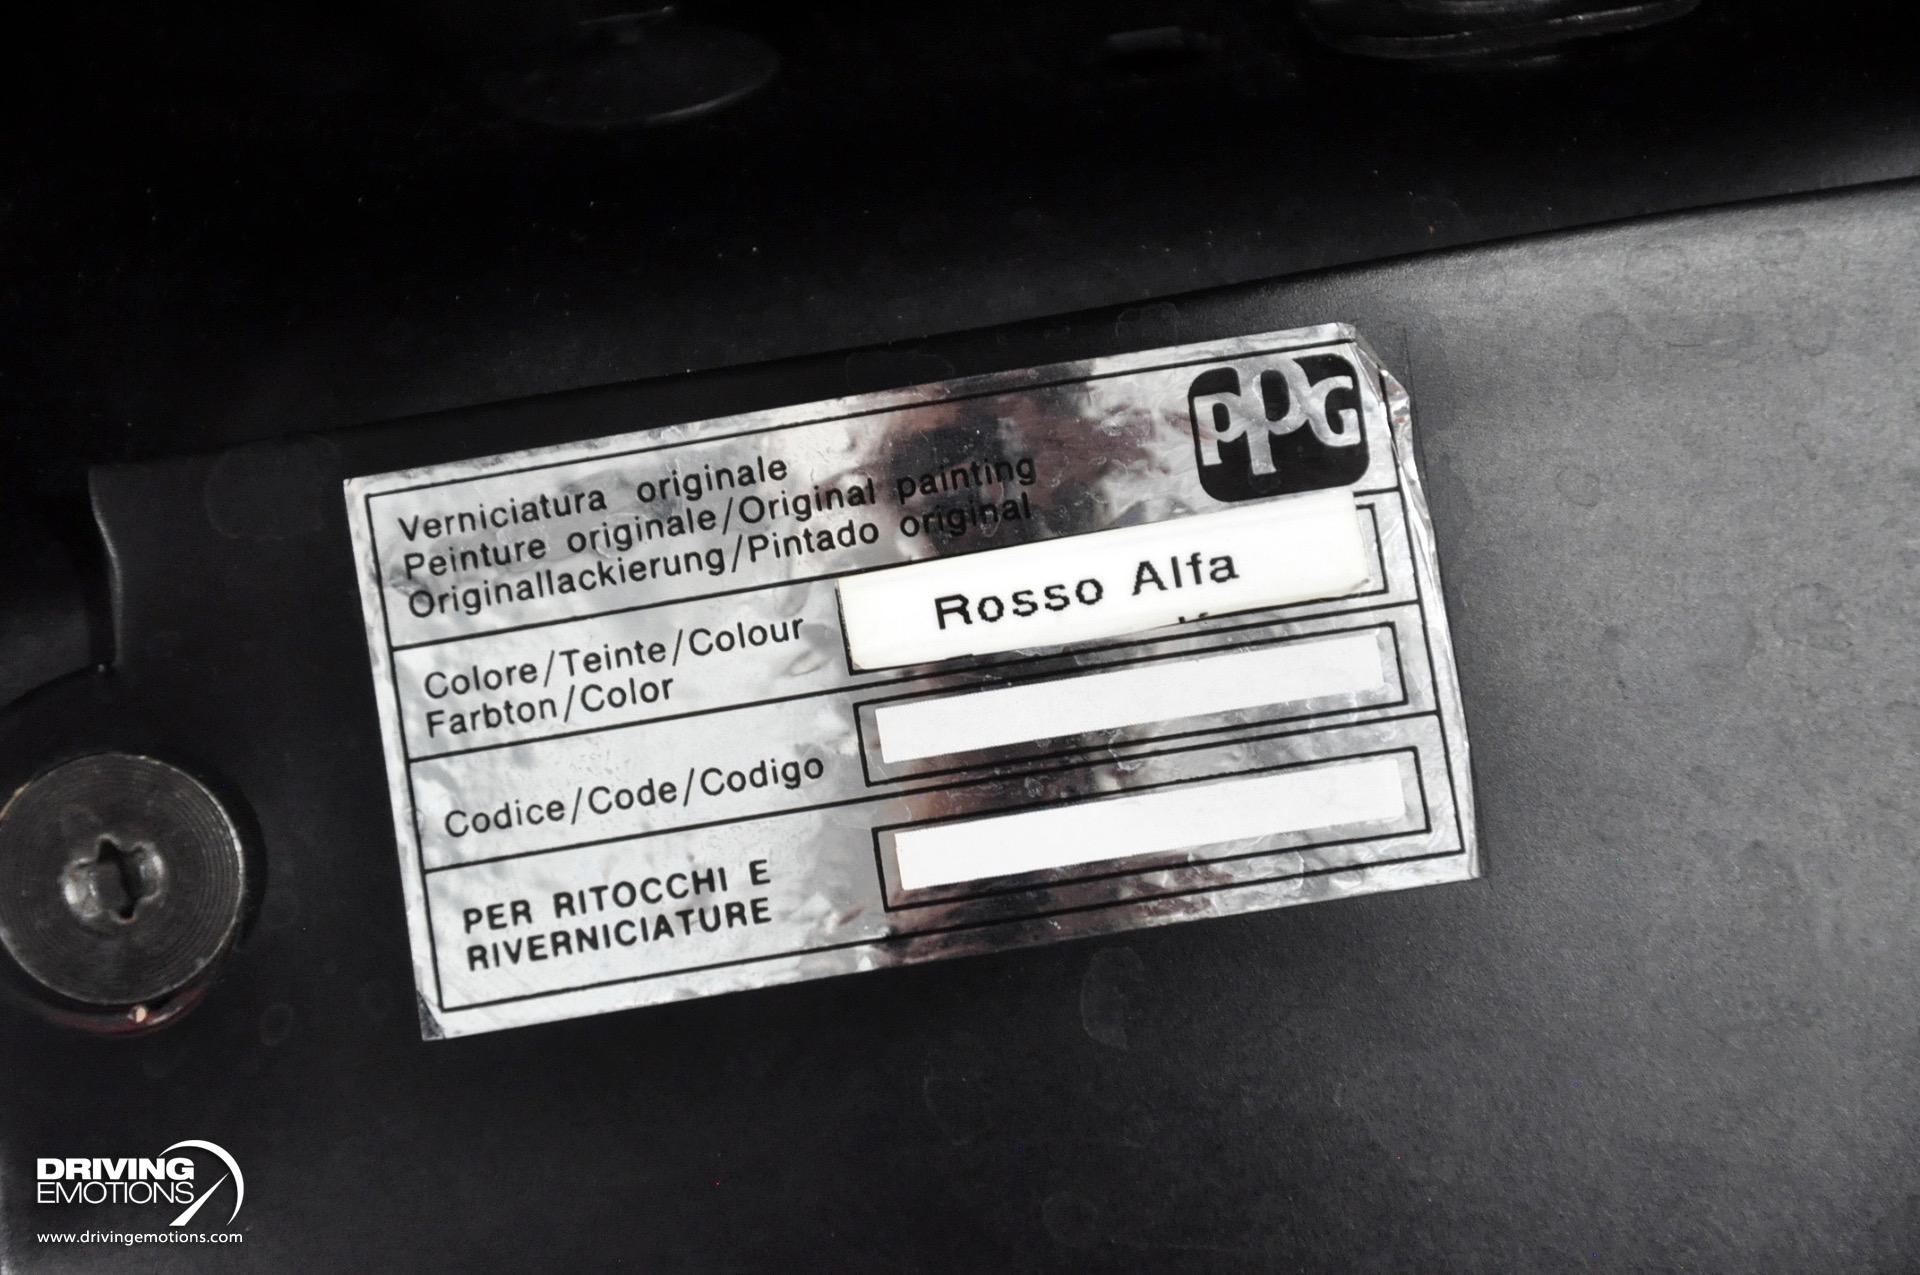 PPG
Verniciatura originale
Peinture originale/Original painting
Originallackierung/Pintado original
Colore/Teinte/Colour
Farbton/Color
Rosso Alfa
Codice/Code/Codigo
PER RITOCCHI E
RIVERNICIATURE
DRIVING
EMOTIONS
www.drivingemotions.com